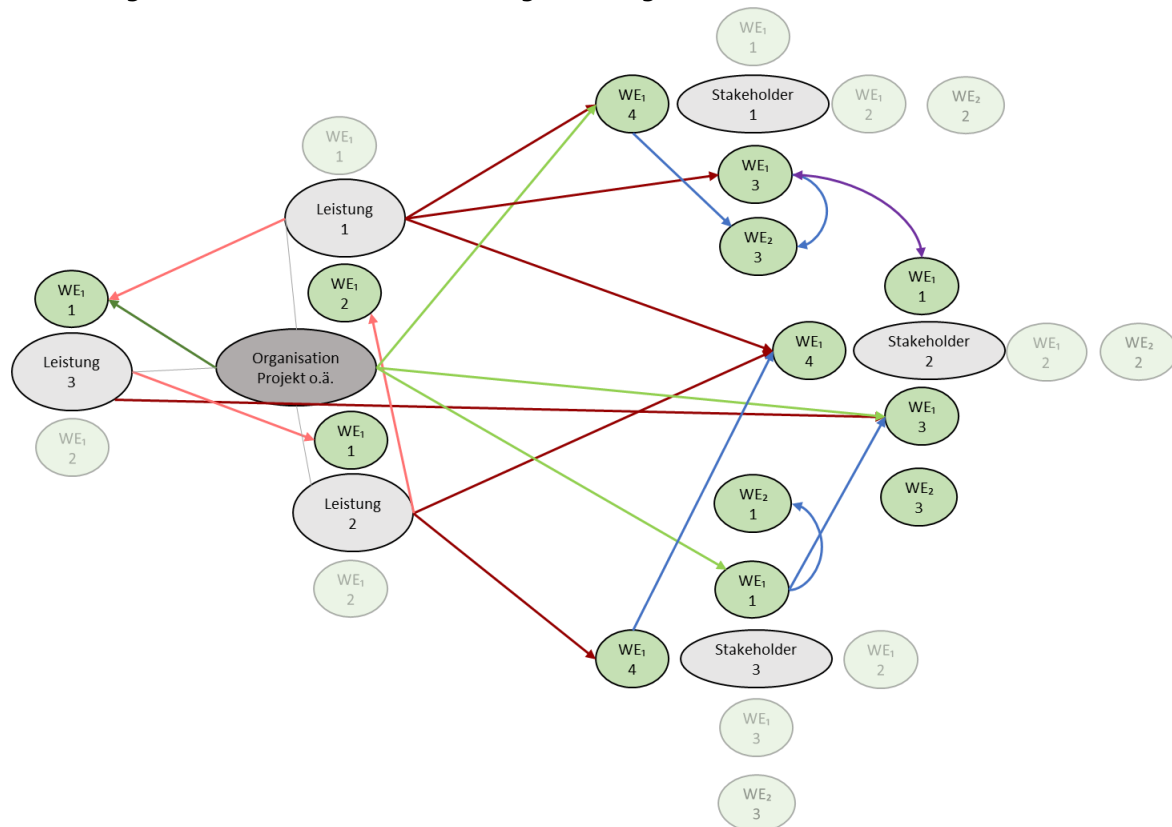 WE₁
1
WE₁
4
Stakeholder
1
WE₁
2
WE₂
2
WE₁
1
WE₁
3
Leistung
1
WE₂
3
WE₁
1
WE₁
2
WE₁
1
Leistung
3
Organisation
Projekt o.ä.
WE₁
4
Stakeholder
2
WE₁
2
WE₂
2
WE₁
3
WE₁
2
WE₁
1
Leistung
2
WE₂
1
WE₂
3
WE₁
2
WE₁
1
WE₁
4
Stakeholder
3
WE₁
2
WE₁
3
WE₂
3